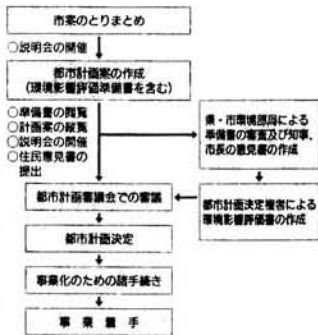 市案のとりまとめ
○説明会の開催
都市計画案の作成
(環境影響評価準備書を含む)
○準備書の閲覧
○計画案の縦覧
○説明会の開催
○住民意見書の
提出
県・市環境部局による
準備書の審査及び知事、
市長の意見書の作成
都市計画審議会での審議
都市計画決定権者による
環境影響評価書の作成
都市計画決定
事業化のための諸手続き
事業着手